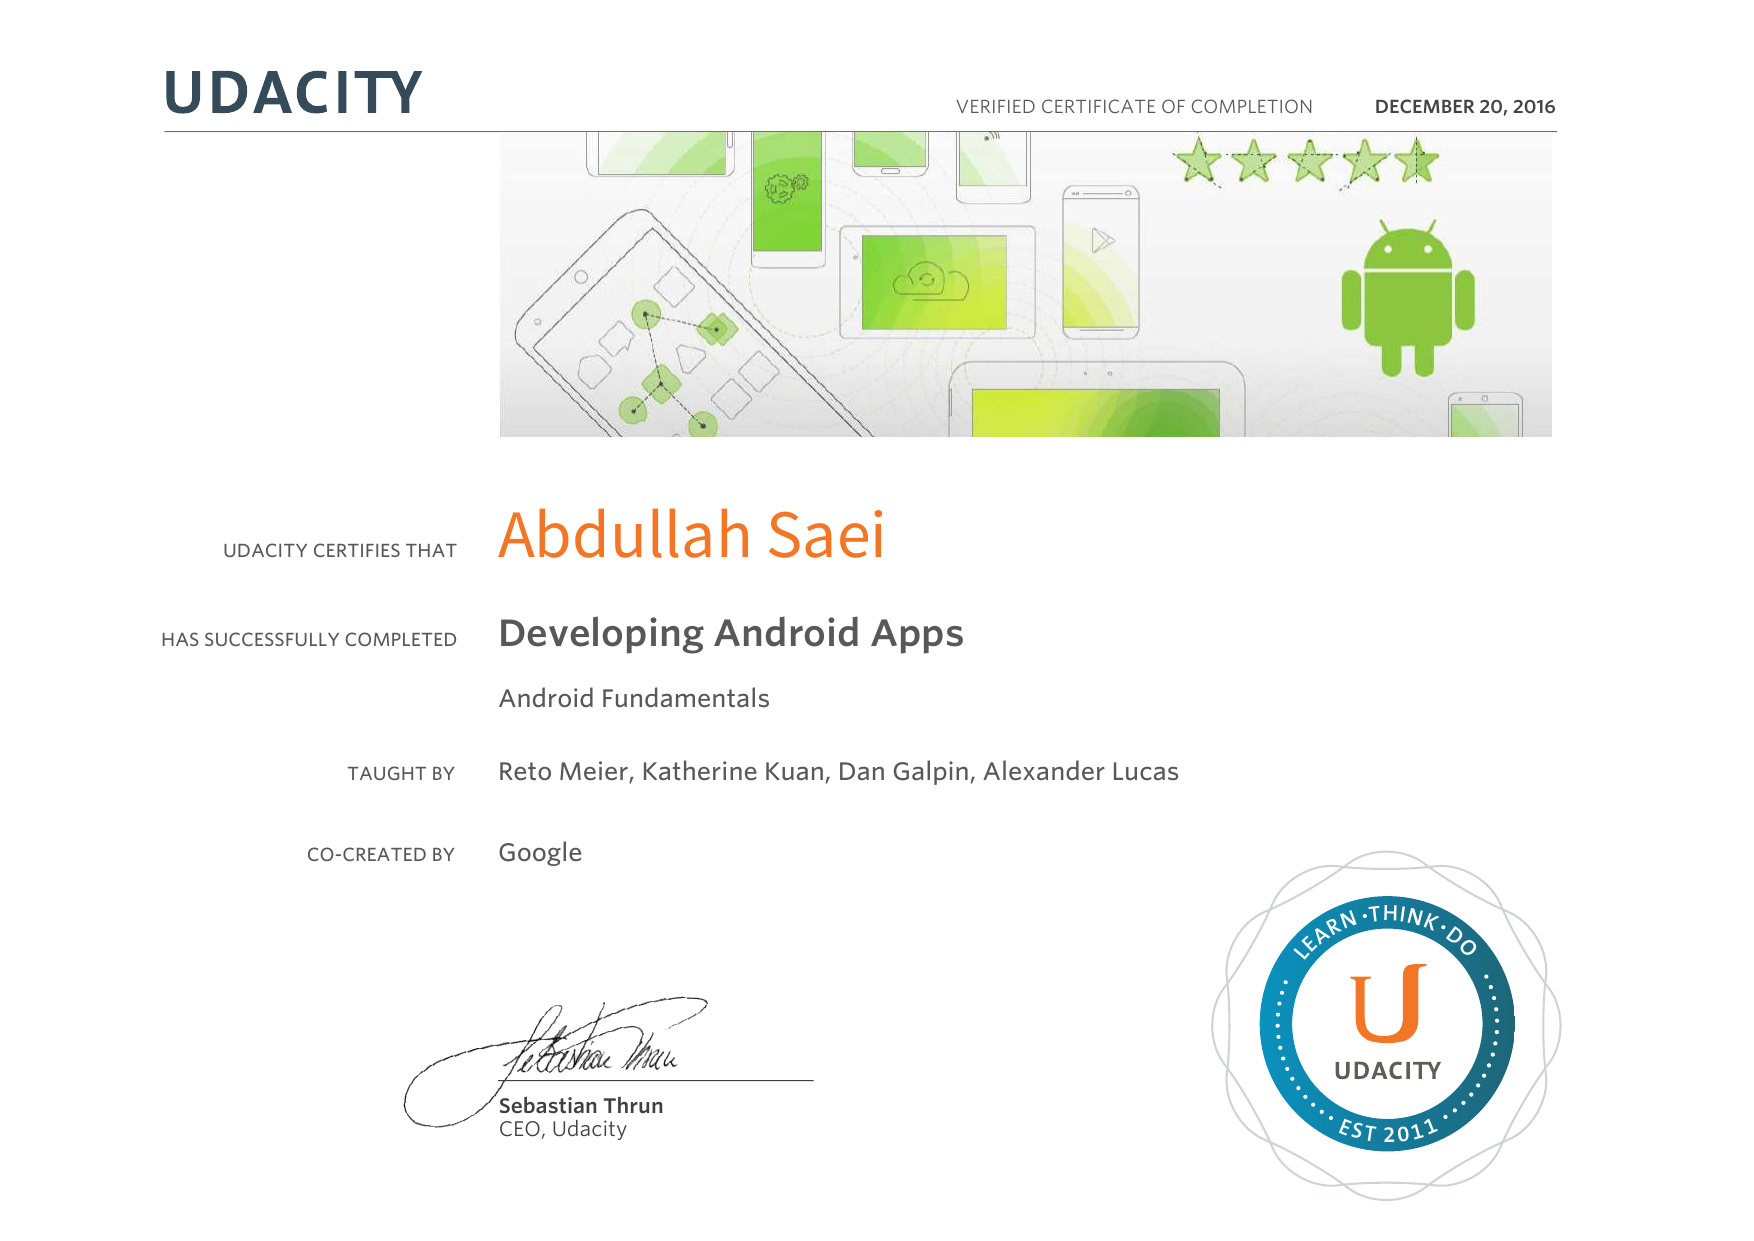 UDACITY
VERIFIED CERTIFICATE OF COMPLETION DECEMBER 20, 2016
UDACITY CERTIFIES THAT Abdullah Saei
HAS SUCCESSFULLY COMPLETED Developing Android Apps
Android Fundamentals
TAUGHT BY Reto Meier, Katherine Kuan, Dan Galpin, Alexander Lucas
CO-CREATED BY Google
Sebastian Thrun
Sebastian Thrun
CEO, Udacity
LEARN·THINK·DO
U
UDACITY
EST 2011